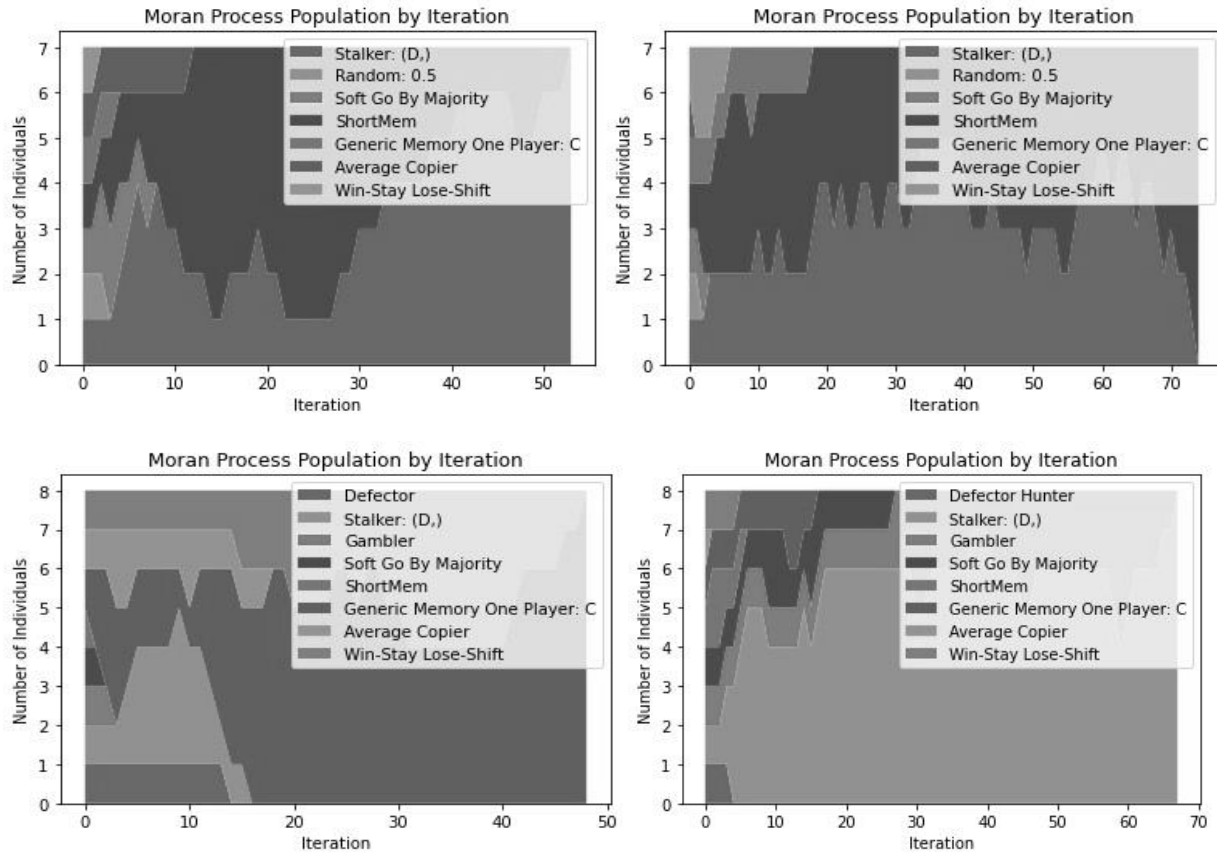 Moran Process Population by Iteration
Number of Individuals
7
6
5
4
3
2
1
0
Stalker: (D,)
Random: 0.5
Soft Go By Majority
ShortMem
Generic Memory One Player: C
Average Copier
Win-Stay Lose-Shift
0 10 20 30 40 50
Iteration
Moran Process Population by Iteration
Number of Individuals
7
6
5
4
3
2
1
0
Stalker: (D,)
Random: 0.5
Soft Go By Majority
ShortMem
Generic Memory One Player: C
Average Copier
Win-Stay Lose-Shift
0 10 20 30 40 50 60 70
Iteration
Moran Process Population by Iteration
Number of Individuals
8
7
6
5
4
3
2
1
0
Defector
Stalker: (D,)
Gambler
Soft Go By Majority
ShortMem
Generic Memory One Player: C
Average Copier
Win-Stay Lose-Shift
0 10 20 30 40 50
Iteration
Moran Process Population by Iteration
Number of Individuals
8
7
6
5
4
3
2
1
0
Defector Hunter
Stalker: (D,)
Gambler
Soft Go By Majority
ShortMem
Generic Memory One Player: C
Average Copier
Win-Stay Lose-Shift
0 10 20 30 40 50 60 70
Iteration